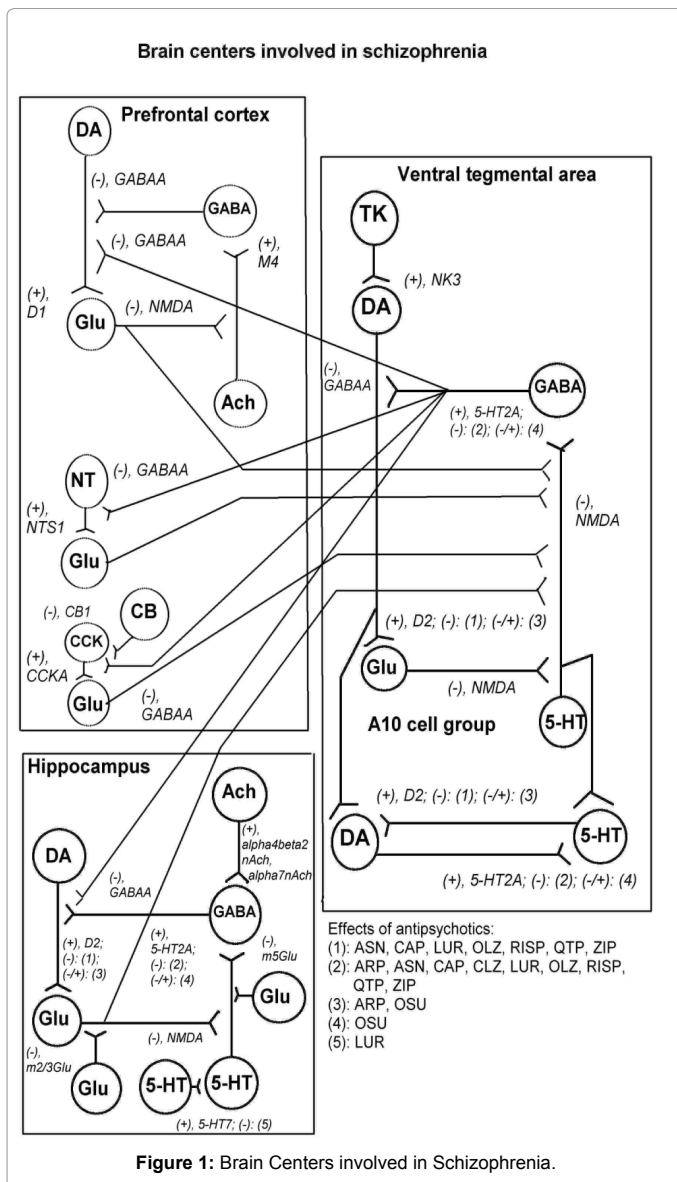 Brain centers involved in schizophrenia
Prefrontal cortex
DA
(-), GABAA
GABA
(-), GABAA
(+),
M4
(+),
D1
Glu
(-), NMDA
Ach
NT
(-), GABAA
(+),
NTS1
Glu
(-), CB1
CB
CCK
(+),
CCKA
Glu
(-),
GABAA
Ventral tegmental area
TK
(+), NK3
DA
(-),
GABAA
GABA
(+), 5-HT2A;
(-): (2); (-/+): (4)
(-),
NMDA
(+), D2; (-): (1); (-/+): (3)
Glu
(-), NMDA
A10 cell group
5-HT
(+), D2; (-): (1); (-/+): (3)
DA
5-HT
(+), 5-HT2A; (-): (2); (-/+): (4)
Hippocampus
Ach
(+),
alpha4beta2
nAch,
alpha7nAch
DA
(-),
GABAA
GABA
(+), D2;
(-): (1)
(-/+): (3)
(+),
5-HT2A;
(-): (2);
(-/+): (4)
(-),
m5Glu
Glu
Glu
(-), NMDA
(-),
m2/3Glu
Glu
5-HT
5-HT
(+), 5-HT7; (-): (5)
Effects of antipsychotics:
(1): ASN, CAP, LUR, OLZ, RISP, QTP, ZIP
(2): ARP, ASN, CAP, CLZ, LUR, OLZ, RISP,
QTP, ZIP
(3): ARP, OSU
(4): OSU
(5): LUR
Figure 1: Brain Centers involved in Schizophrenia.